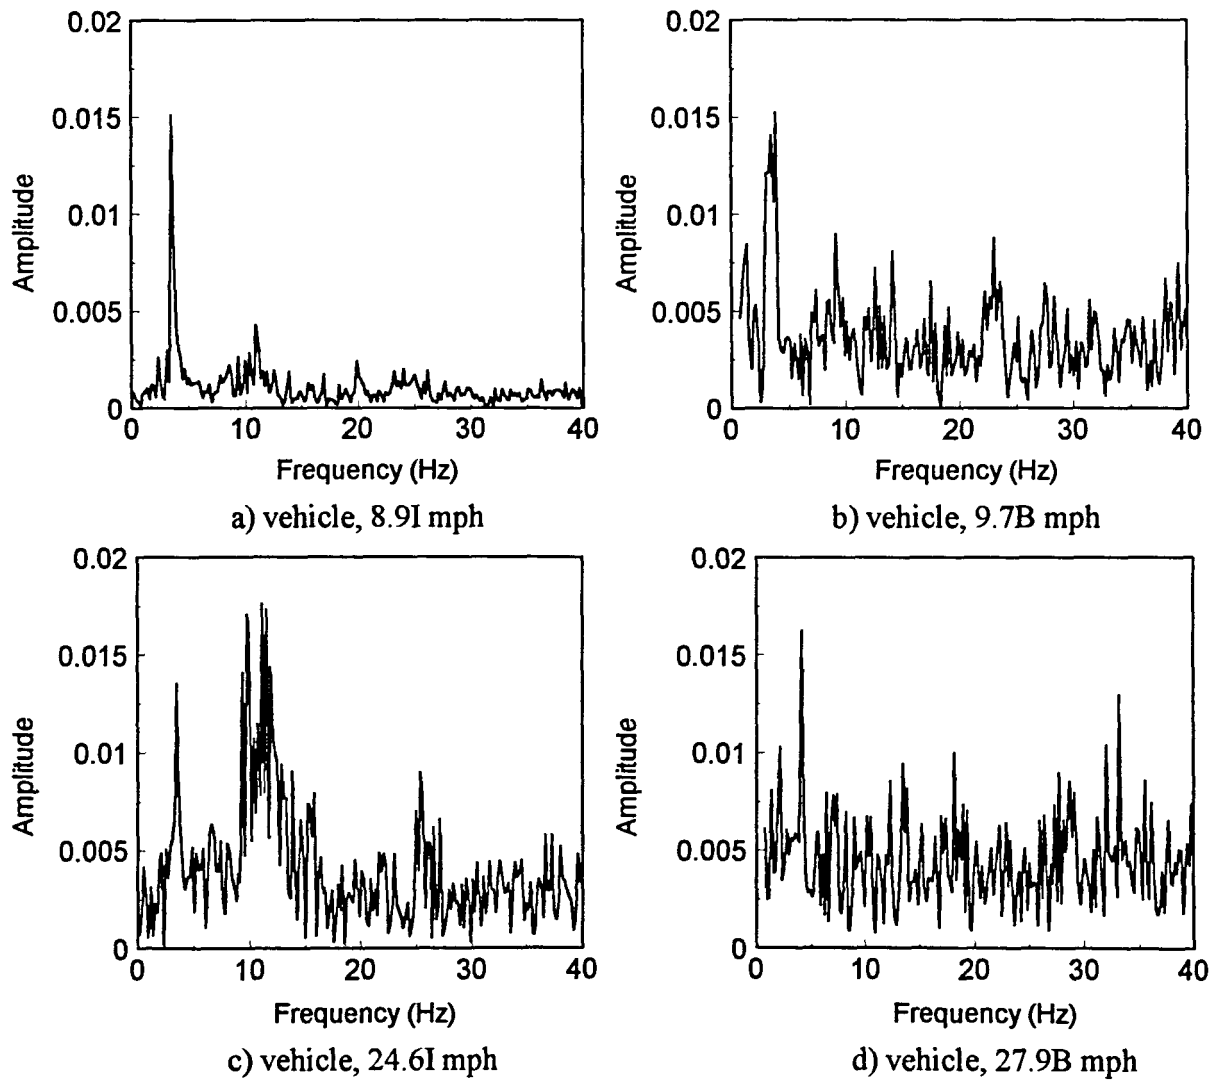 0.02
0.015
0.01
0.005
0
Amplitude
0 10 20 30 40
Frequency (Hz)
a) vehicle, 8.9I mph
0.02
0.015
0.01
0.005
0
Amplitude
0 10 20 30 40
Frequency (Hz)
b) vehicle, 9.7B mph
0.02
0.015
0.01
0.005
0
Amplitude
0 10 20 30 40
Frequency (Hz)
c) vehicle, 24.6I mph
0.02
0.015
0.01
0.005
0
Amplitude
0 10 20 30 40
Frequency (Hz)
d) vehicle, 27.9B mph